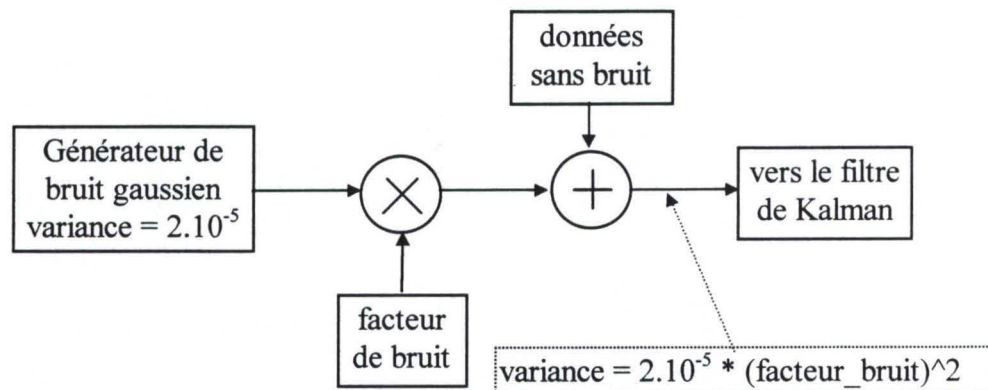 données
sans bruit
Générateur de
bruit gaussien
variance = 2.10⁻⁵
×
+
vers le filtre
de Kalman
facteur
de bruit
variance = 2.10⁻⁵ * (facteur_bruit)^2